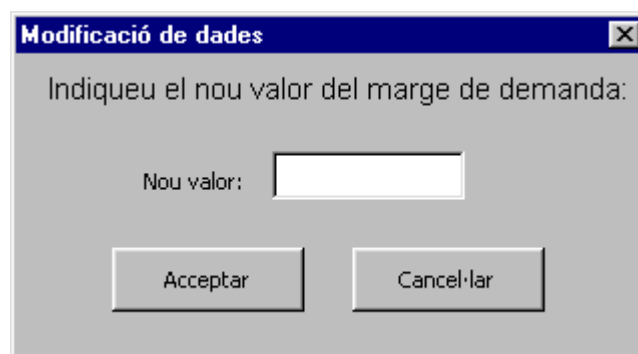 Modificació de dades
Indiqueu el nou valor del marge de demanda:
Nou valor:
Acceptar Cancel·lar